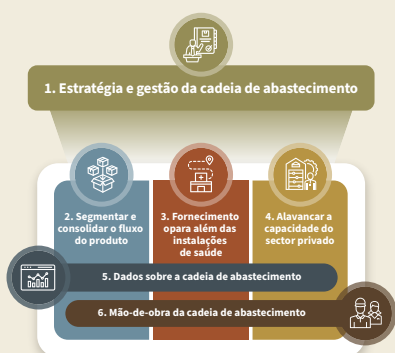 1. Estratégia e gestão da cadeia de abastecimento
2. Segmentar e
consolidar o fluxo
do produto
3. Fornecimento
opara além das
instalações
de saúde
4. Alavancar a
capacidade do
sector privado
5. Dados sobre a cadeia de abastecimento
6. Mão-de-obra da cadeia de abastecimento